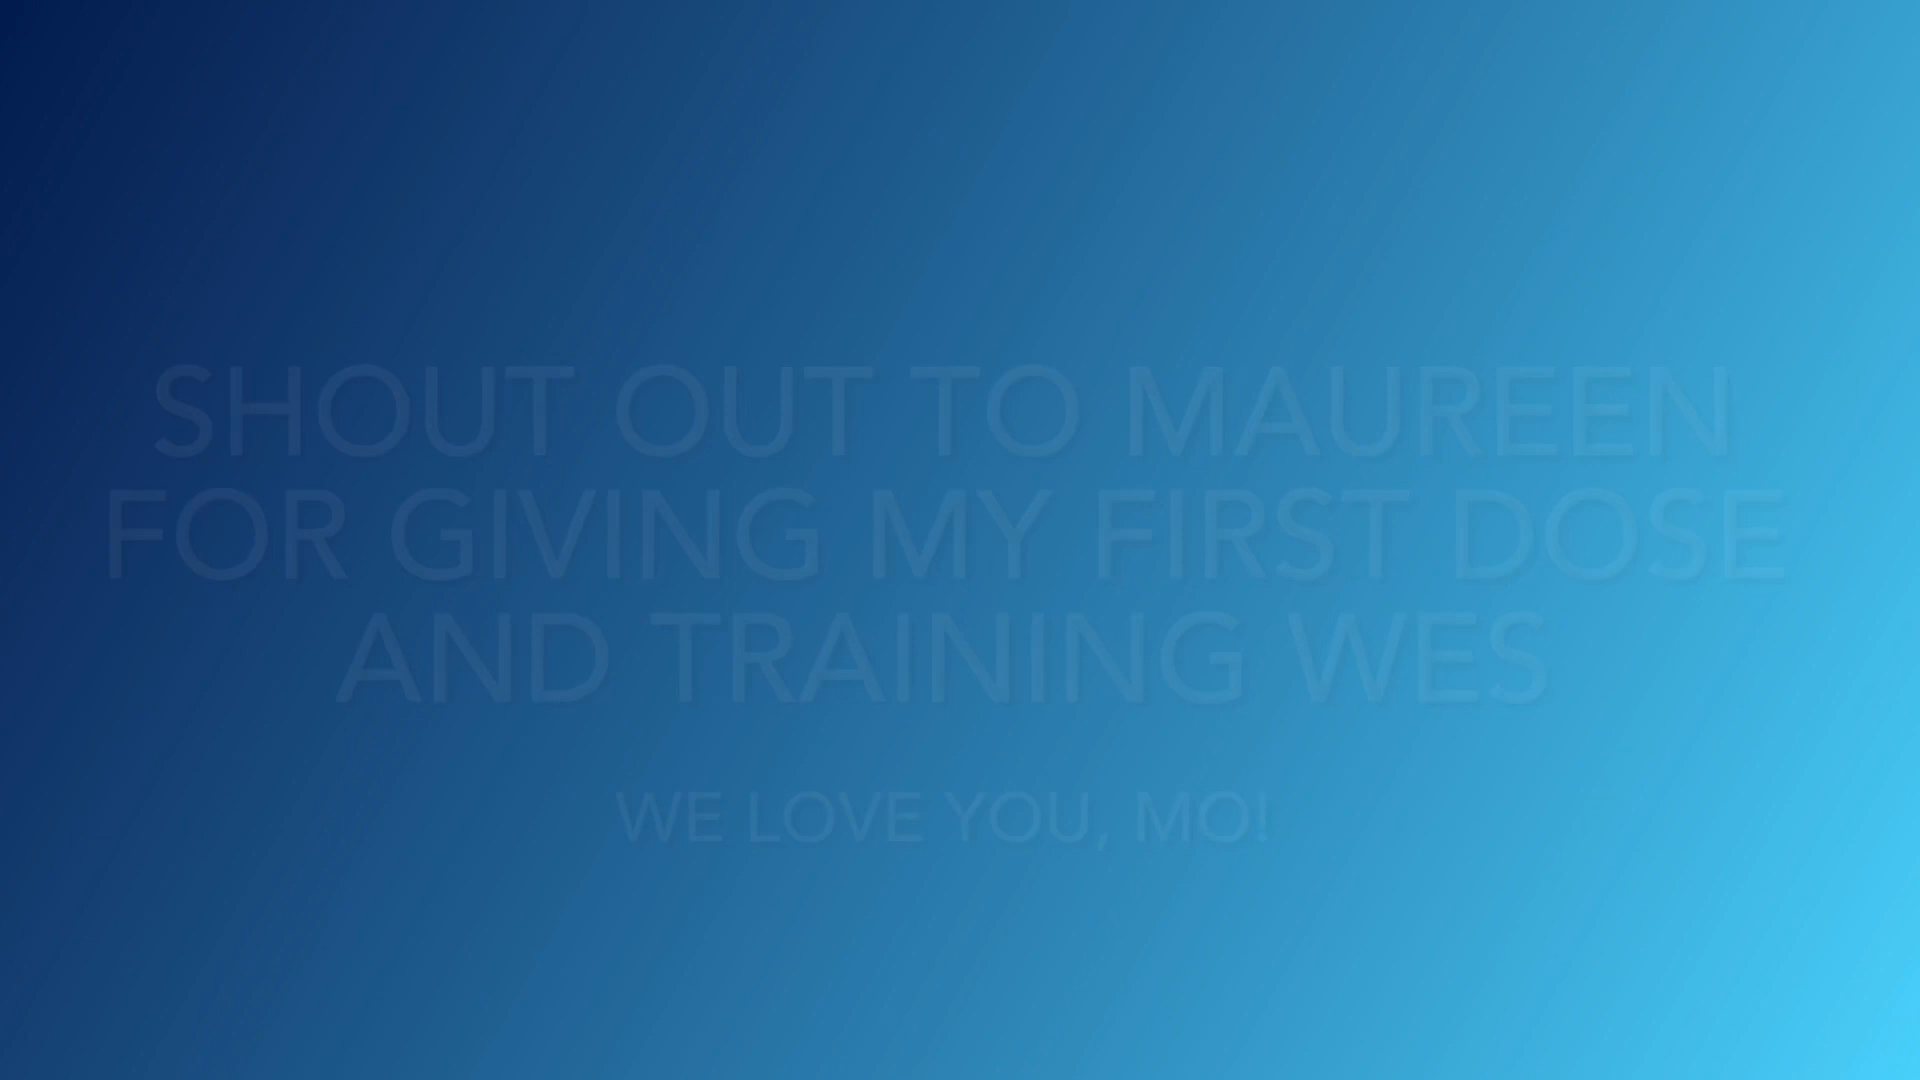 SHOUT OUT TO MAUREEN
FOR GIVING MY FIRST DOSE
AND TRAINING WES
WE LOVE YOU, MO!